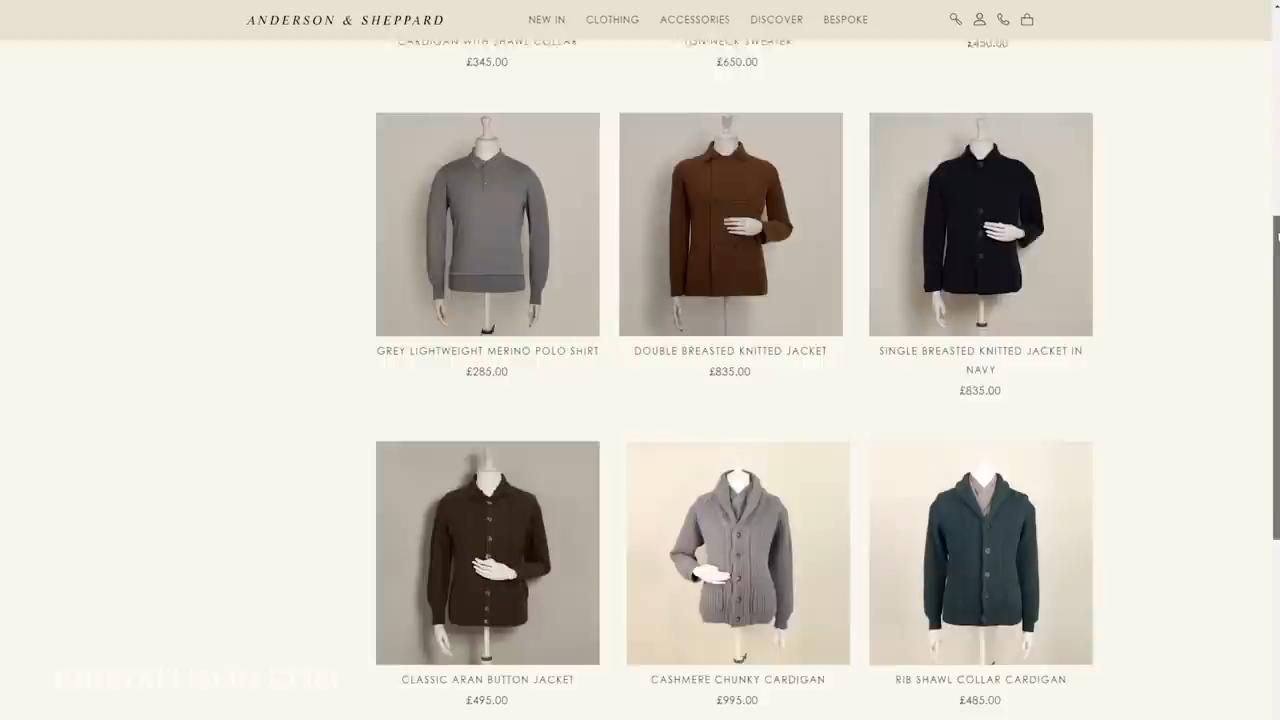 ANDERSON & SHEPPARD
NEW IN CLOTHING ACCESSORIES DISCOVER BESPOKE
CARDIGAN WITH SHAWL COLLAR
NECK SWEATER
£450.00
£345.00
£650.00
GREY LIGHTWEIGHT MERINO POLO SHIRT
£285.00
DOUBLE BREASTED KNITTED JACKET
£835.00
SINGLE BREASTED KNITTED JACKET IN
NAVY
£835.00
CLASSIC ARAN BUTTON JACKET
£495.00
CASHMERE CHUNKY CARDIGAN
£995.00
RIB SHAWL COLLAR CARDIGAN
£485.00